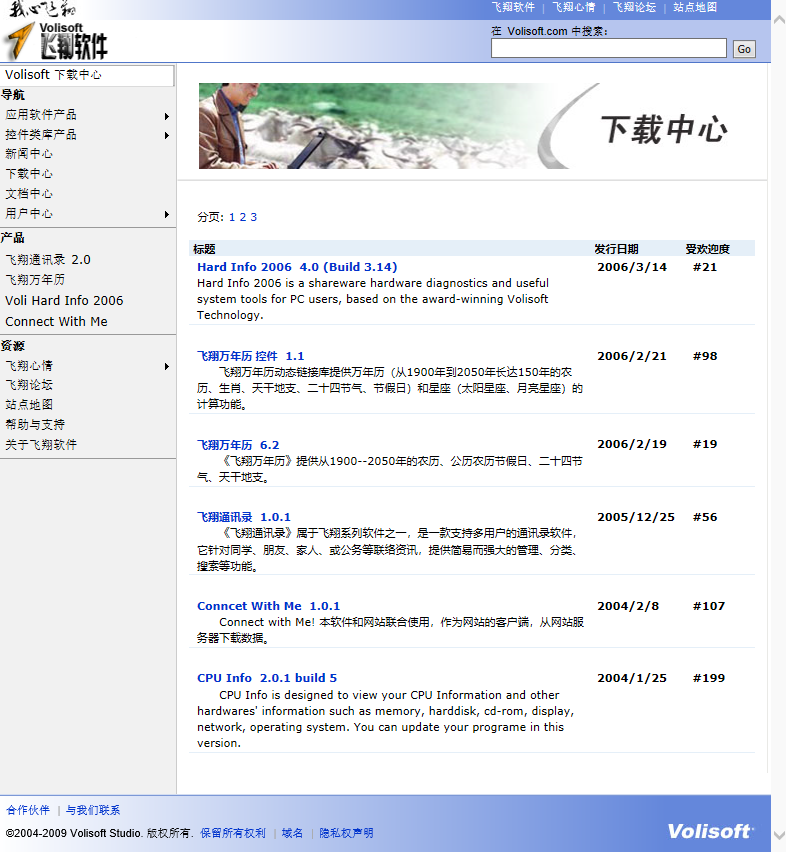 我心飞翔
飞翔软件 | 飞翔心情 | 飞翔论坛 | 站点地图
Volisoft
飞翔软件
在 Volisoft.com 中搜索：
Go
Volisoft 下载中心
导航
应用软件产品
控件类库产品
新闻中心
下载中心
文档中心
用户中心
产品
飞翔通讯录 2.0
飞翔万年历
Voli Hard Info 2006
Connect With Me
资源
飞翔心情
飞翔论坛
站点地图
帮助与支持
关于飞翔软件
下载中心
分页: 1 2 3
标题 发行日期 受欢迎度
Hard Info 2006 4.0 (Build 3.14) 2006/3/14 #21
Hard Info 2006 is a shareware hardware diagnostics and useful
system tools for PC users, based on the award-winning Volisoft
Technology.
飞翔万年历 控件 1.1 2006/2/21 #98
飞翔万年历动态链接库提供万年历（从1900年到2050年长达150年的农
历、生肖、天干地支、二十四节气、节假日）和星座（太阳星座、月亮星座）的
计算功能。
飞翔万年历 6.2 2006/2/19 #19
《飞翔万年历》提供从1900--2050年的农历、公历农历节假日、二十四节
气、天干地支。
飞翔通讯录 1.0.1 2005/12/25 #56
《飞翔通讯录》属于飞翔系列软件之一，是一款支持多用户的通讯录软件，
它针对同学、朋友、家人、或公务等联络资讯，提供简易而强大的管理、分类、
搜索等功能。
Conncet With Me 1.0.1 2004/2/8 #107
Connect with Me! 本软件和网站联合使用，作为网站的客户端，从网站服
务器下载数据。
CPU Info 2.0.1 build 5 2004/1/25 #199
CPU Info is designed to view your CPU Information and other
hardwares' information such as memory, harddisk, cd-rom, display,
network, operating system. You can update your programe in this
version.
合作伙伴 | 与我们联系
©2004-2009 Volisoft Studio. 版权所有. 保留所有权利 | 域名 | 隐私权声明
Volisoft